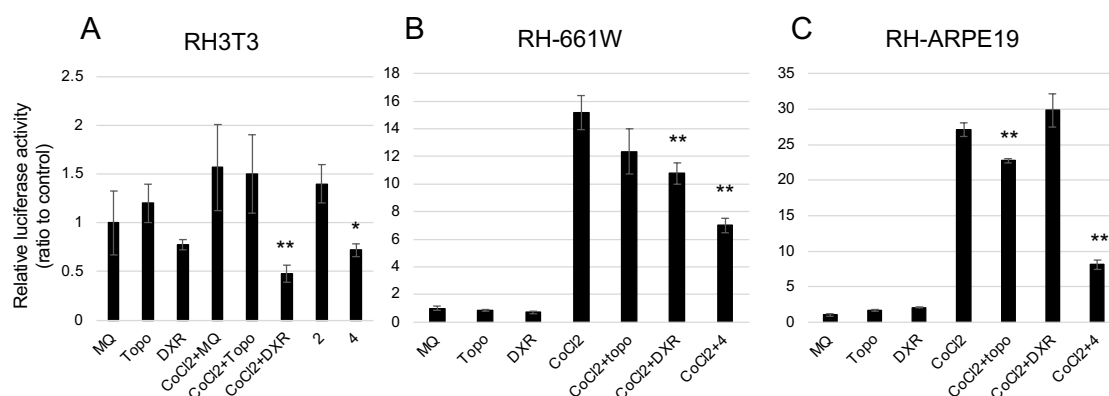 A
RH3T3
B
RH-661W
C
RH-ARPE19
Relative luciferase activity
(ratio to control)
2.5
2
1.5
1
0.5
0
**
*
MQ
Topo
DXR
CoCl2+MQ
CoCl2+Topo
CoCl2+DXR
2
4
18
16
14
12
10
8
6
4
2
0
**
**
MQ
Topo
DXR
CoCl2
CoCl2+topo
CoCl2+DXR
CoCl2+4
35
30
25
20
15
10
5
0
**
**
MQ
Topo
DXR
CoCl2
CoCl2+topo
CoCl2+DXR
CoCl2+4